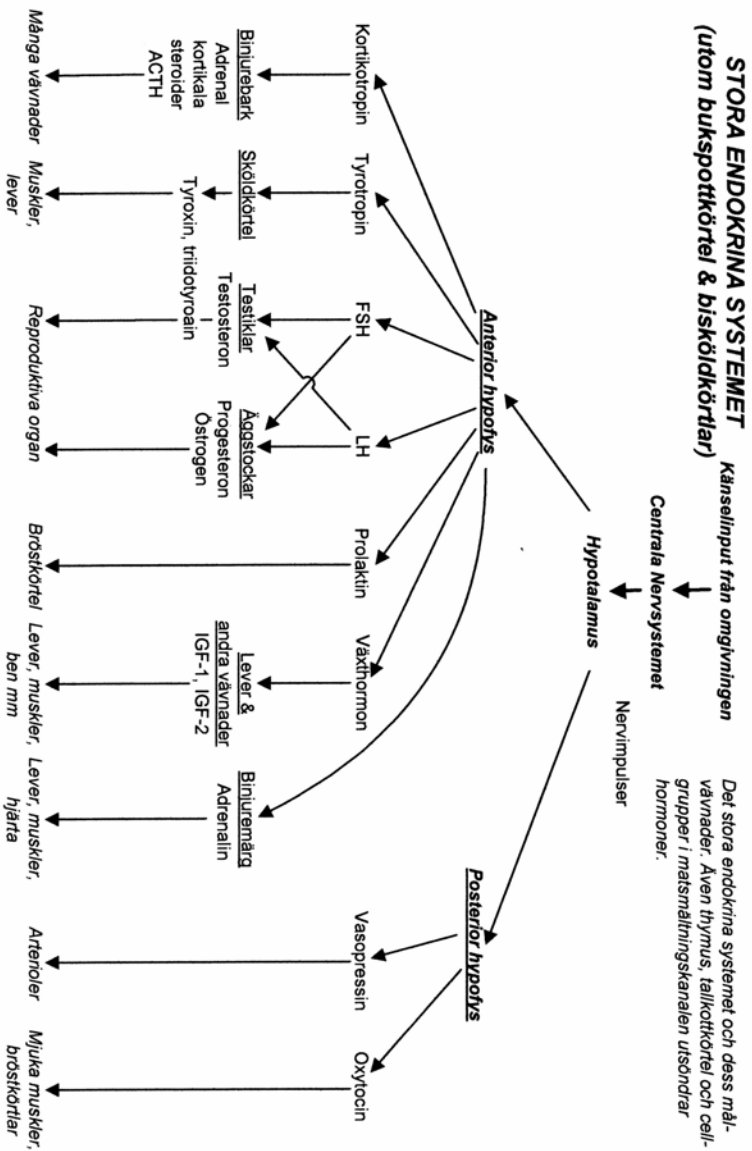 STORA ENDOKRINA SYSTEMET
(utom bukspottkörtel & bisköldkörtlar)
Känselinput från omgivningen
Det stora endokrina systemet och dess mål-
vävnader. Även thymus, tallkottkörtel och cell-
grupper i matsmältningskanalen utsöndrar
hormoner.
Centrala Nervsystemet
Nervimpulser
Hypotalamus
Anterior hypofys
Posterior hypofys
Kortikotropin
Tyrotropin
FSH
LH
Prolaktin
Växthormon
Vasopressin
Oxytocin
Binjurebark
Adrenal
kortikala
steroider
ACTH
Sköldkörtel
Tyroxin, triidotyroain
Testiklar
Testosteron
Äggstockar
Progesteron
Östrogen
Lever &
andra vävnader
IGF-1, IGF-2
Binjuremärg
Adrenalin
Många vävnader
Muskler,
lever
Reproduktiva organ
Bröstkörtel
Lever, muskler,
ben mm
Lever, muskler,
hjärta
Arterioler
Mjuka muskler,
bröstkörtlar